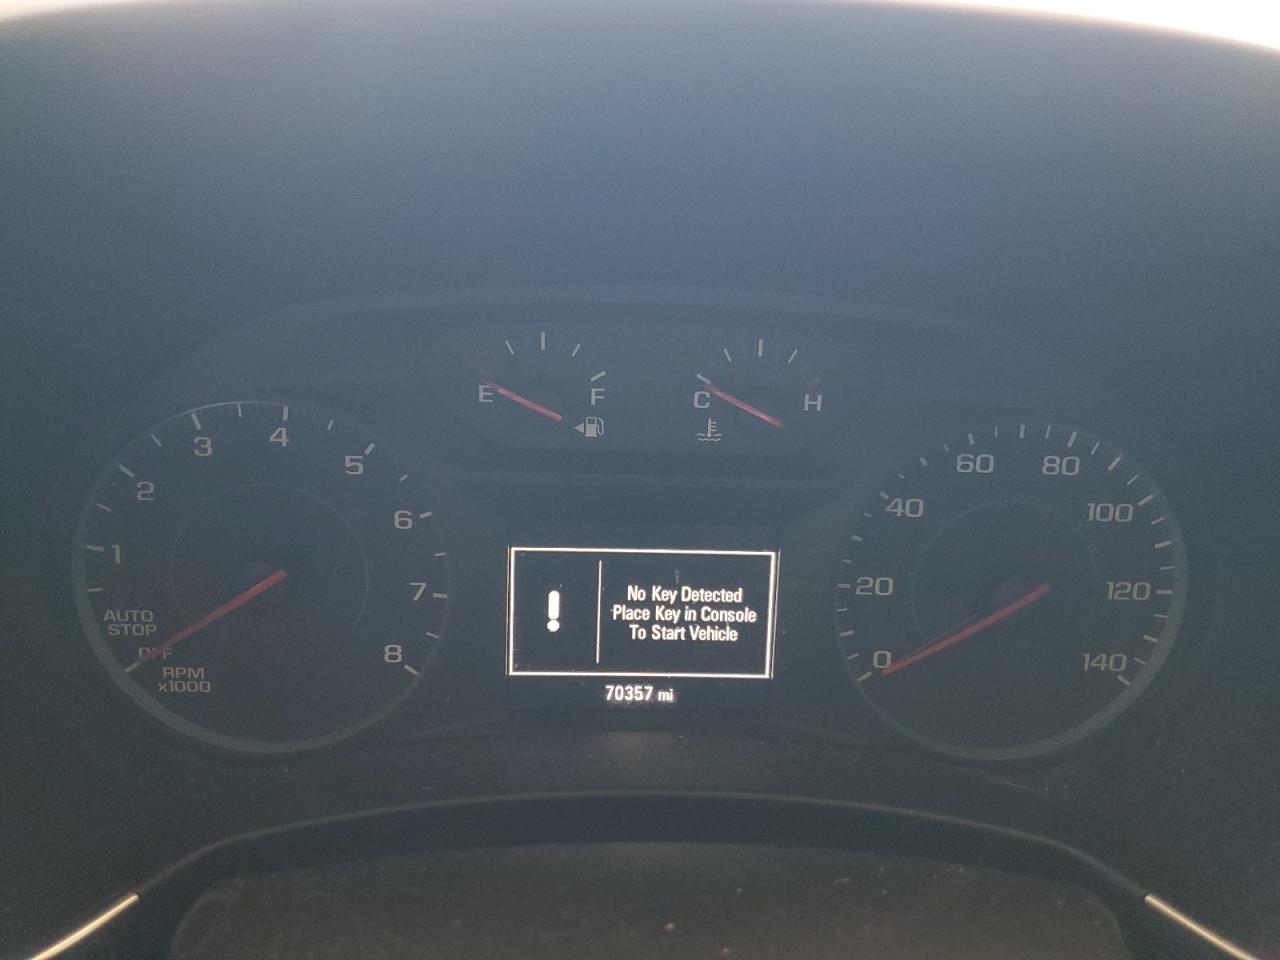 E F
C H
1
2
3
4
5
6
7
8
AUTO
STOP
OFF
RPM
x1000
No Key Detected
Place Key in Console
To Start Vehicle
70357 mi
0
20
40
60
80
100
120
140